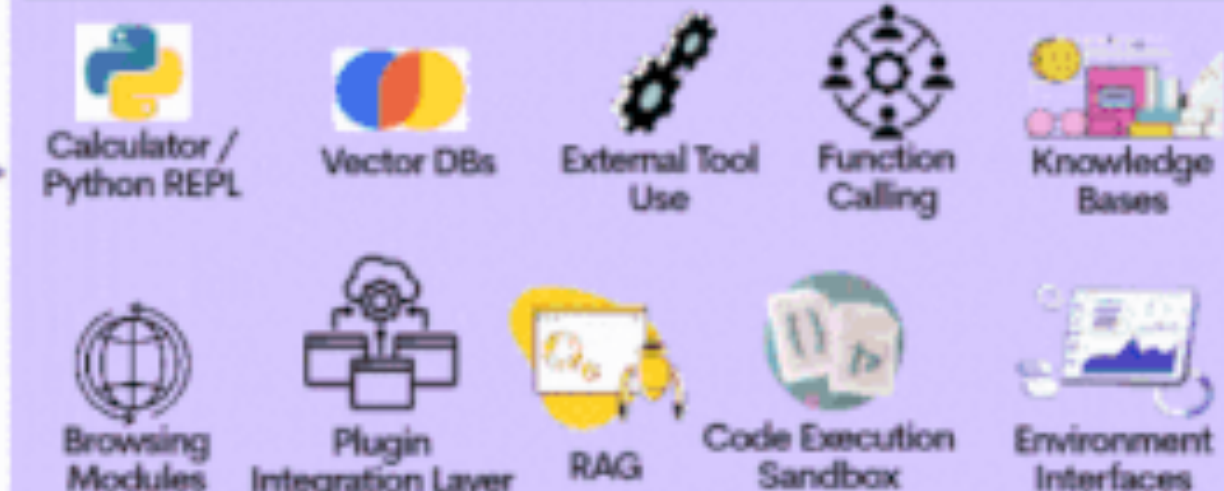 Calculator /
Python REPL
Vector DBs
External Tool
Use
Function
Calling
Knowledge
Bases
Browsing
Modules
Plugin
Integration Layer
RAG
Code Execution
Sandbox
Environment
Interfaces